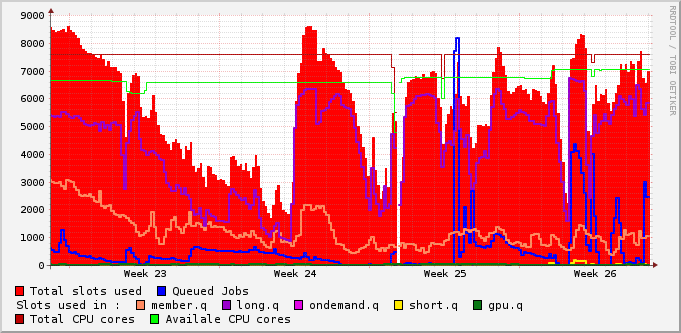 9000
8000
7000
6000
5000
4000
3000
2000
1000
0
Week 23 Week 24 Week 25 Week 26
RRDTOOL / TOBI OETIKER
Total slots used Queued Jobs
Slots used in : member.q long.q ondemand.q short.q gpu.q
Total CPU cores Availale CPU cores